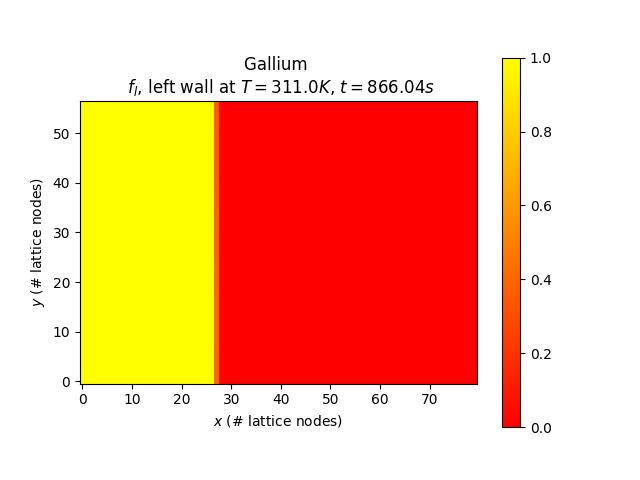 Gallium
f_l, left wall at T = 311.0K, t = 866.04s
1.0
0.8
0.6
0.4
0.2
0.0
50
40
30
20
10
0
y (# lattice nodes)
0 10 20 30 40 50 60 70
x (# lattice nodes)